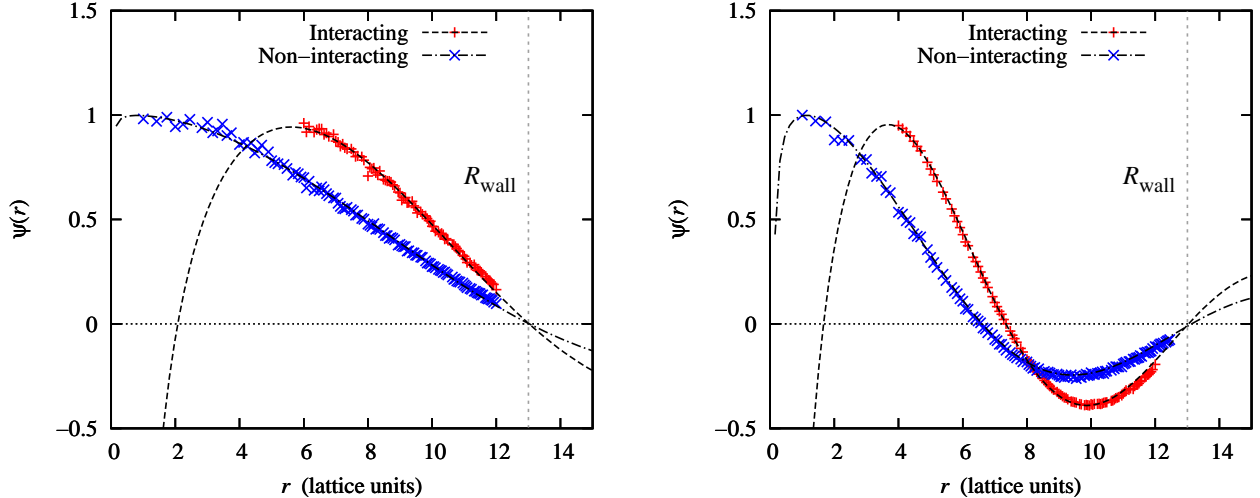 1.5
1
0.5
0
−0.5
0 2 4 6 8 10 12 14
ψ(r)
r (lattice units)
Interacting
Non−interacting
Rwall
1.5
1
0.5
0
−0.5
0 2 4 6 8 10 12 14
ψ(r)
r (lattice units)
Interacting
Non−interacting
Rwall